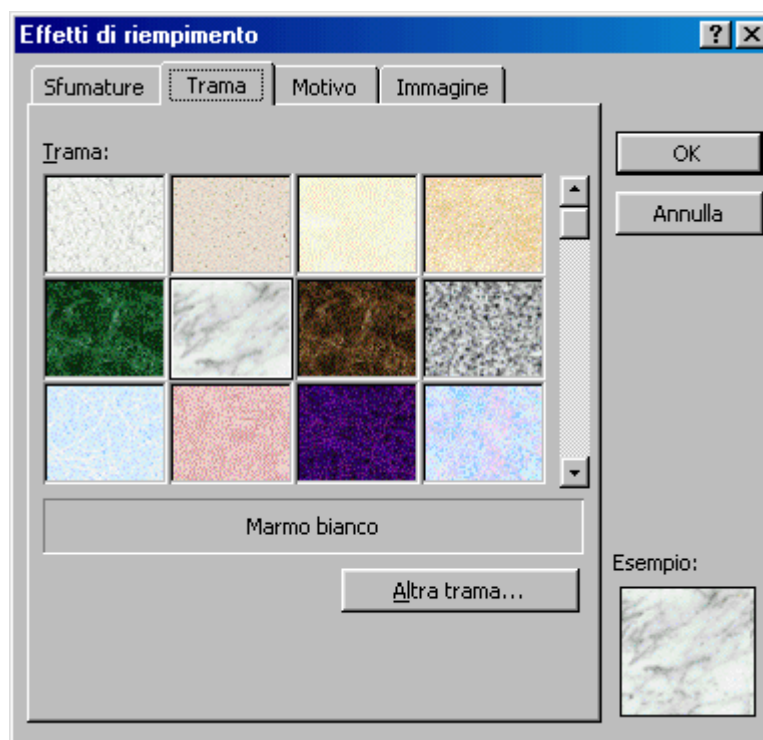 Effetti di riempimento
Sfumature Trama Motivo Immagine
Trama:
OK
Annulla
Marmo bianco
Altra trama...
Esempio: